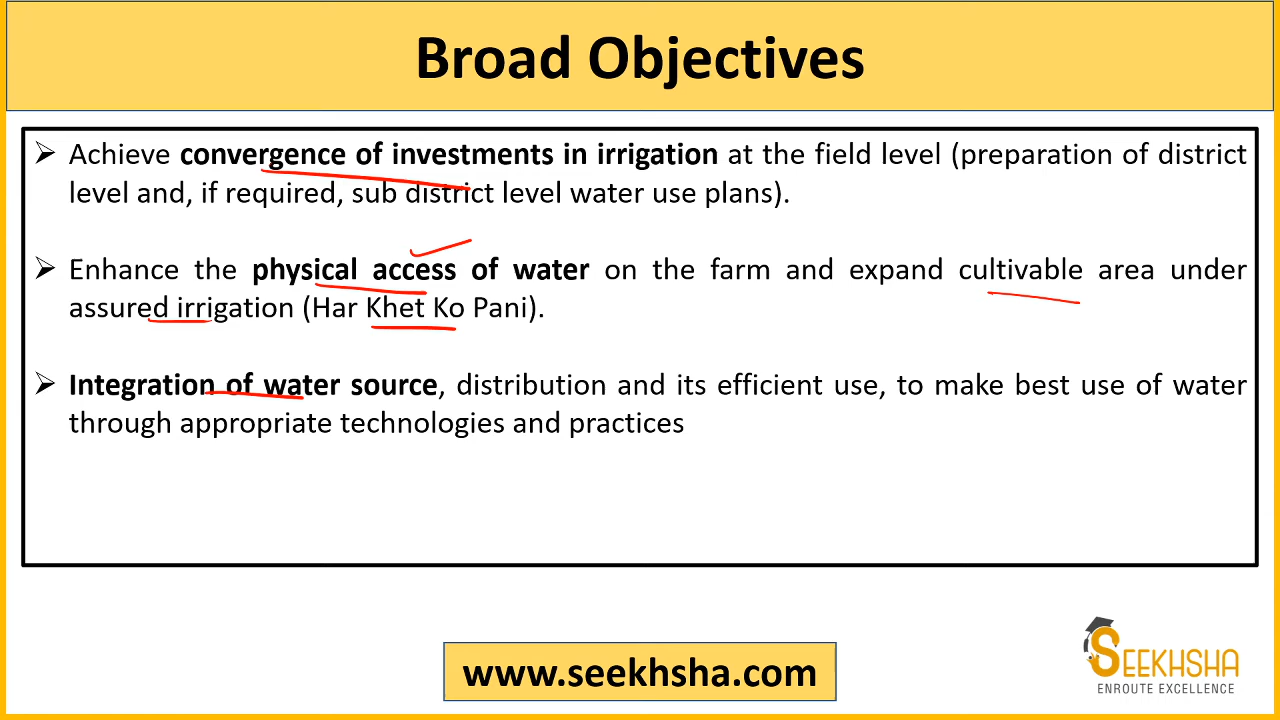 Broad Objectives
➢ Achieve convergence of investments in irrigation at the field level (preparation of district
level and, if required, sub district level water use plans).
➢ Enhance the physical access of water on the farm and expand cultivable area under
assured irrigation (Har Khet Ko Pani).
➢ Integration of water source, distribution and its efficient use, to make best use of water
through appropriate technologies and practices
www.seekhsha.com
SEEKHSHA
ENROUTE EXCELLENCE